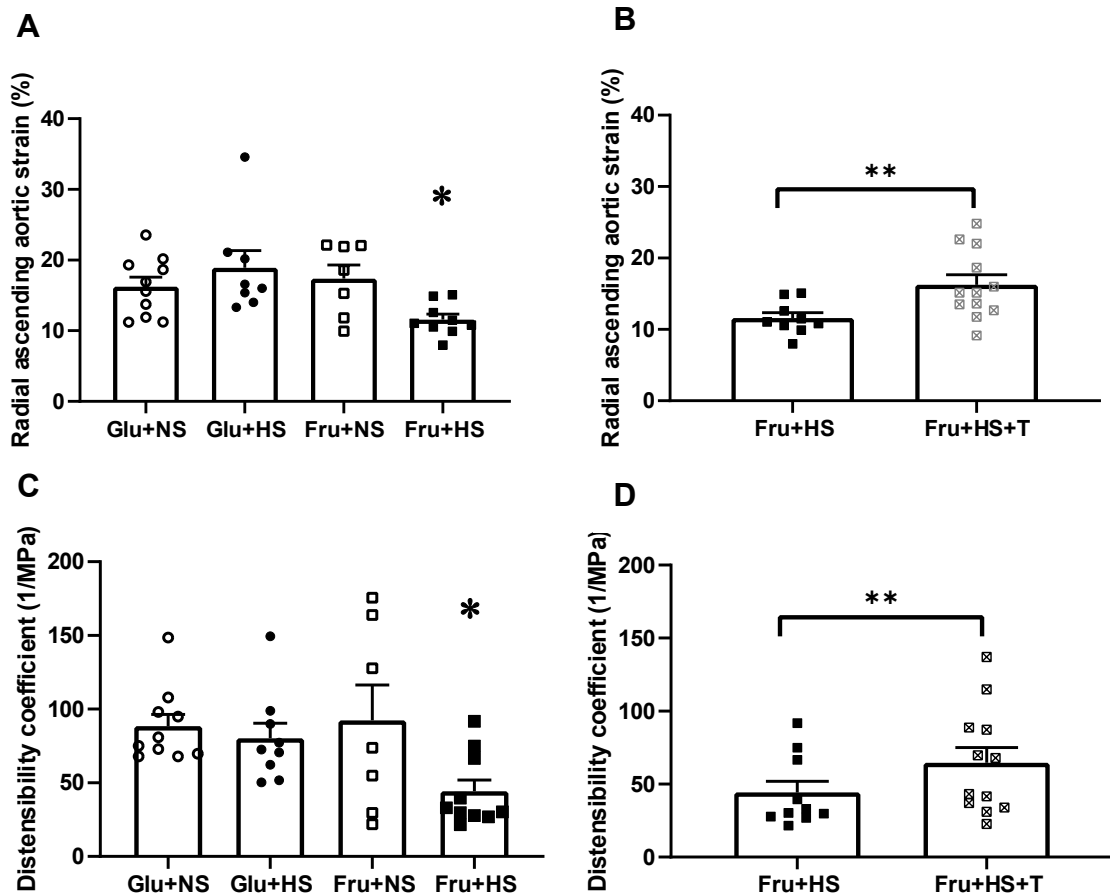 A
Radial ascending aortic strain (%)
40
30
20
10
0
*
Glu+NS Glu+HS Fru+NS Fru+HS
B
Radial ascending aortic strain (%)
40
30
20
10
0
**
Fru+HS Fru+HS+T
C
Distensibility coefficient (1/MPa)
200
150
100
50
0
*
Glu+NS Glu+HS Fru+NS Fru+HS
D
Distensibility coefficient (1/MPa)
200
150
100
50
0
**
Fru+HS Fru+HS+T